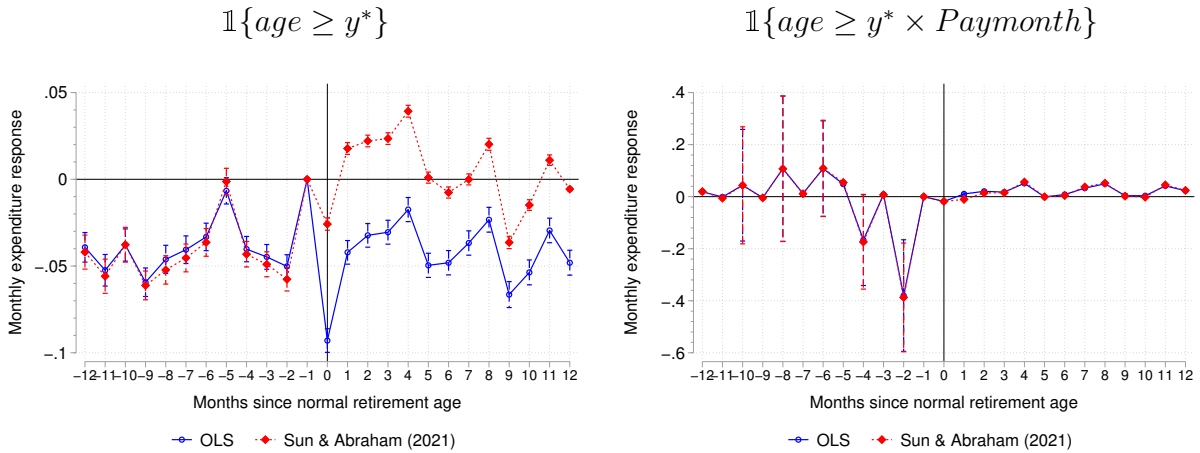 𝟙{age ≥ y*}
Monthly expenditure response
.05
0
−.05
−.1
−12 −11 −10 −9 −8 −7 −6 −5 −4 −3 −2 −1 0 1 2 3 4 5 6 7 8 9 10 11 12
Months since normal retirement age
OLS Sun & Abraham (2021)
𝟙{age ≥ y* × Paymonth}
Monthly expenditure response
.4
.2
0
−.2
−.4
−.6
−12 −11 −10 −9 −8 −7 −6 −5 −4 −3 −2 −1 0 1 2 3 4 5 6 7 8 9 10 11 12
Months since normal retirement age
OLS Sun & Abraham (2021)